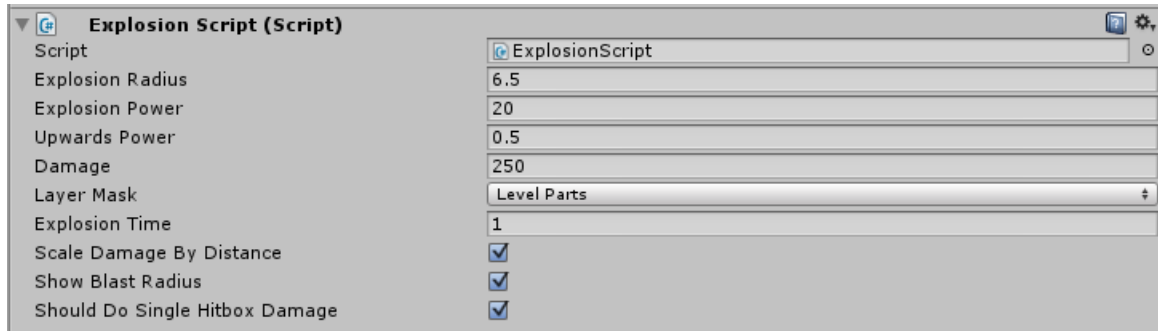 Explosion Script (Script)
Script ExplosionScript
Explosion Radius 6.5
Explosion Power 20
Upwards Power 0.5
Damage 250
Layer Mask Level Parts
Explosion Time 1
Scale Damage By Distance
Show Blast Radius
Should Do Single Hitbox Damage